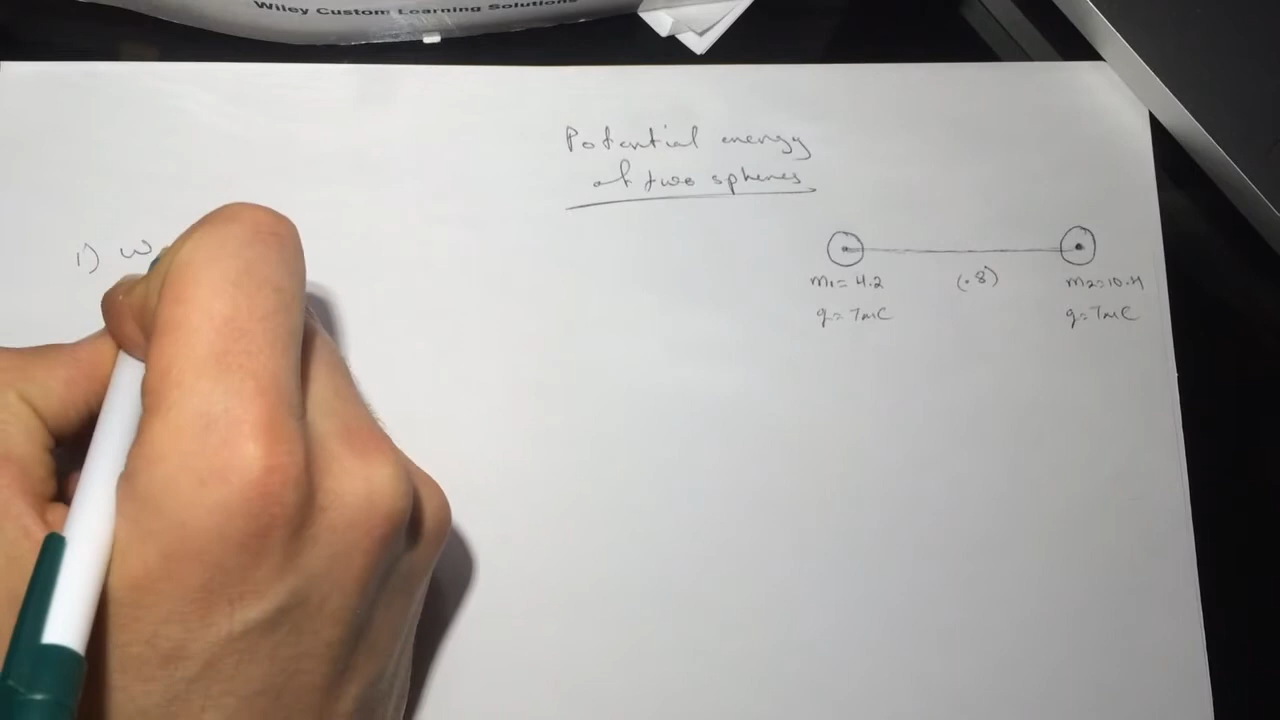 Wiley Custom Learning Solutions
Potential energy
of two spheres
1) W
m1 = 4.2
(.8)
m2=10.4
q = 7mC
q=7mC